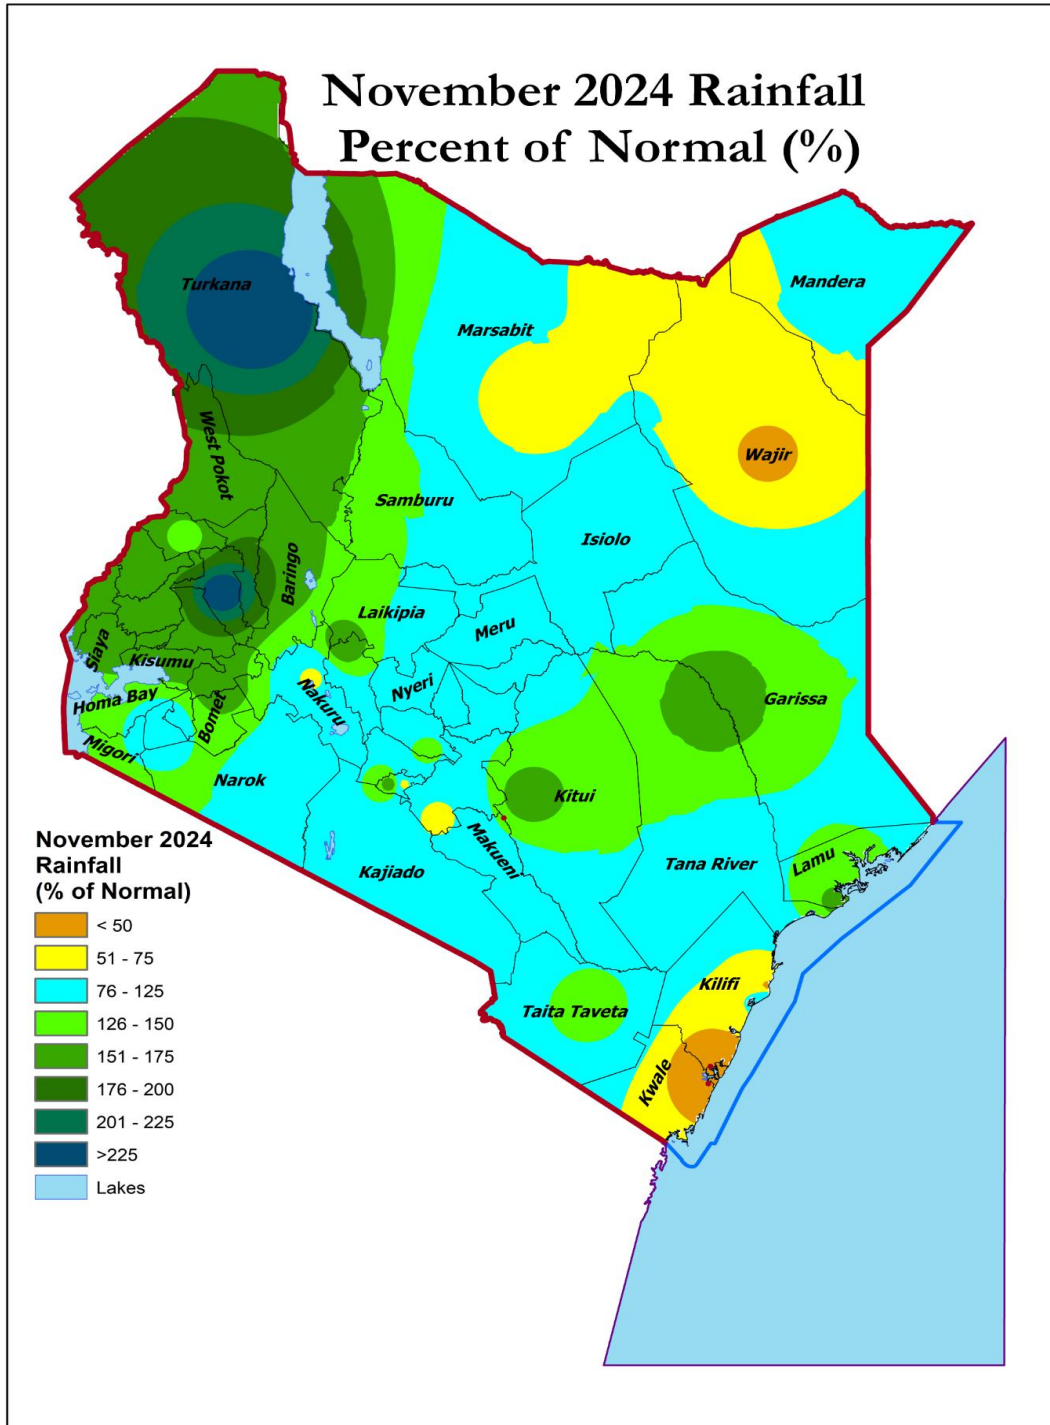 November 2024 Rainfall
Percent of Normal (%)
Turkana
Mandera
Marsabit
West Pokot
Wajir
Samburu
Isiolo
Baringo
Laikipia
Meru
Siaya
Kisumu
Nyeri
Homa Bay
Nakuru
Garissa
Bomet
Migori
Narok
Kitui
Makueni
Tana River
Lamu
Kajiado
Kilifi
Taita Taveta
Kwale
November 2024
Rainfall
(% of Normal)
< 50
51 - 75
76 - 125
126 - 150
151 - 175
176 - 200
201 - 225
>225
Lakes